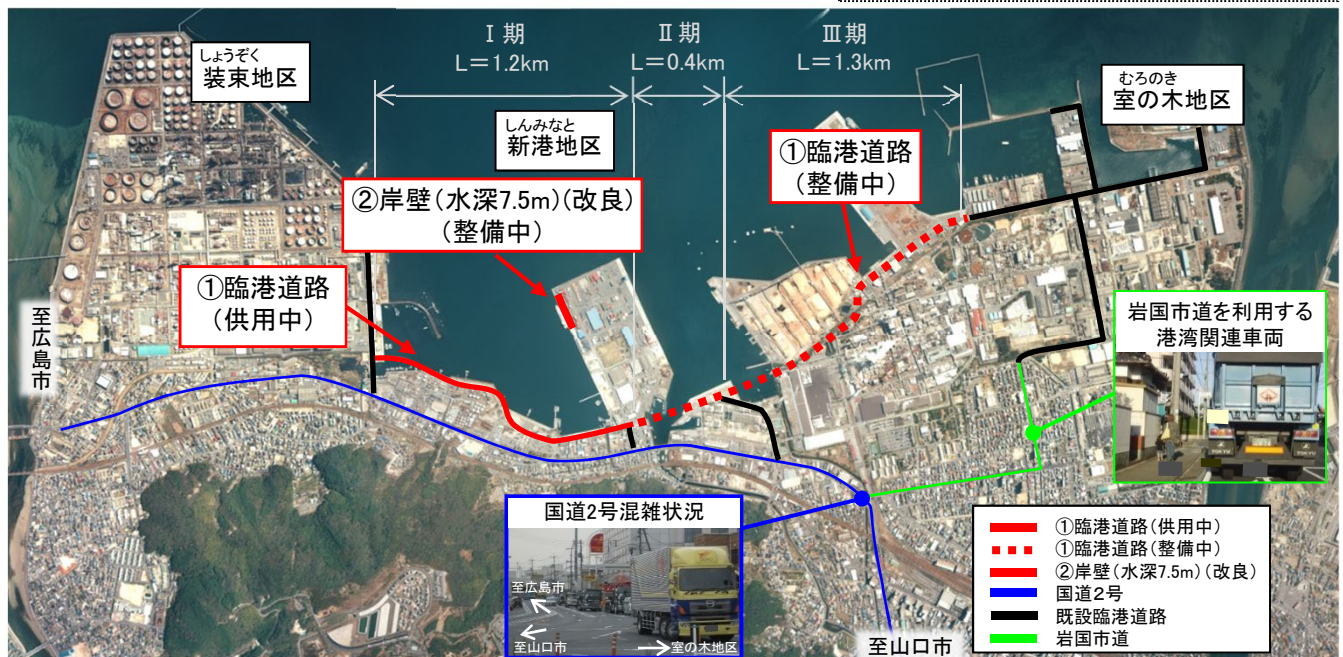 Ⅰ期
L=1.2km
Ⅱ期
L=0.4km
Ⅲ期
L=1.3km
しょうぞく
装束地区
しんみなと
新港地区
むろのき
室の木地区
①臨港道路
(整備中)
②岸壁(水深7.5m)(改良)
(整備中)
①臨港道路
(供用中)
至広島市
岩国市道を利用する
港湾関連車両
国道2号混雑状況
至広島市
至山口市
室の木地区
至山口市
①臨港道路(供用中)
①臨港道路(整備中)
②岸壁(水深7.5m)(改良)
国道2号
既設臨港道路
岩国市道